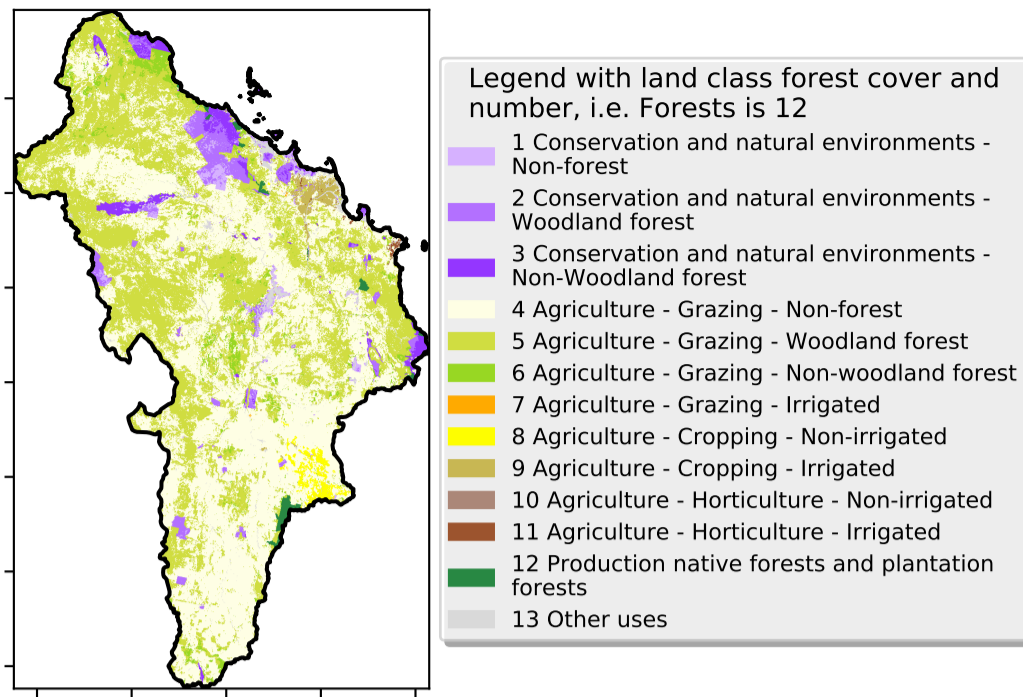 Legend with land class forest cover and
number, i.e. Forests is 12
1 Conservation and natural environments -
Non-forest
2 Conservation and natural environments -
Woodland forest
3 Conservation and natural environments -
Non-Woodland forest
4 Agriculture - Grazing - Non-forest
5 Agriculture - Grazing - Woodland forest
6 Agriculture - Grazing - Non-woodland forest
7 Agriculture - Grazing - Irrigated
8 Agriculture - Cropping - Non-irrigated
9 Agriculture - Cropping - Irrigated
10 Agriculture - Horticulture - Non-irrigated
11 Agriculture - Horticulture - Irrigated
12 Production native forests and plantation
forests
13 Other uses